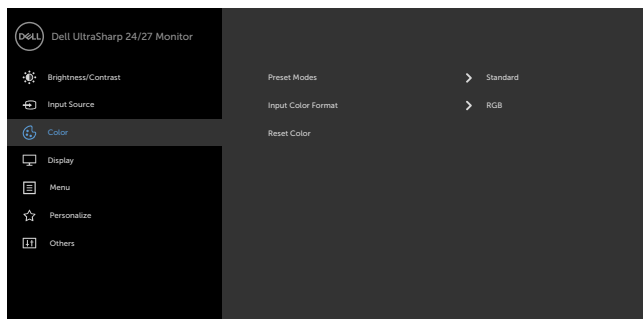 DELL Dell UltraSharp 24/27 Monitor
Brightness/Contrast
Preset Modes Standard
Input Source
Input Color Format RGB
Color
Reset Color
Display
Menu
Personalize
Others